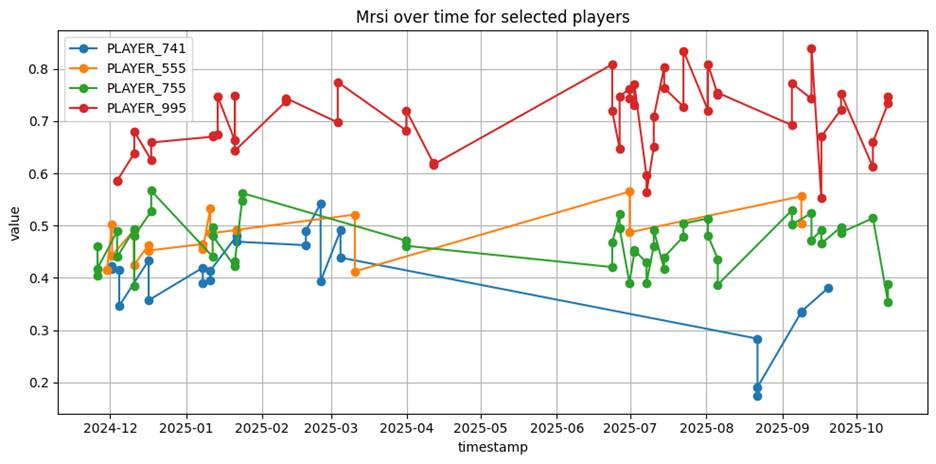 Mrsi over time for selected players
PLAYER_741
PLAYER_555
PLAYER_755
PLAYER_995
value
0.8
0.7
0.6
0.5
0.4
0.3
0.2
2024-12 2025-01 2025-02 2025-03 2025-04 2025-05 2025-06 2025-07 2025-08 2025-09 2025-10
timestamp